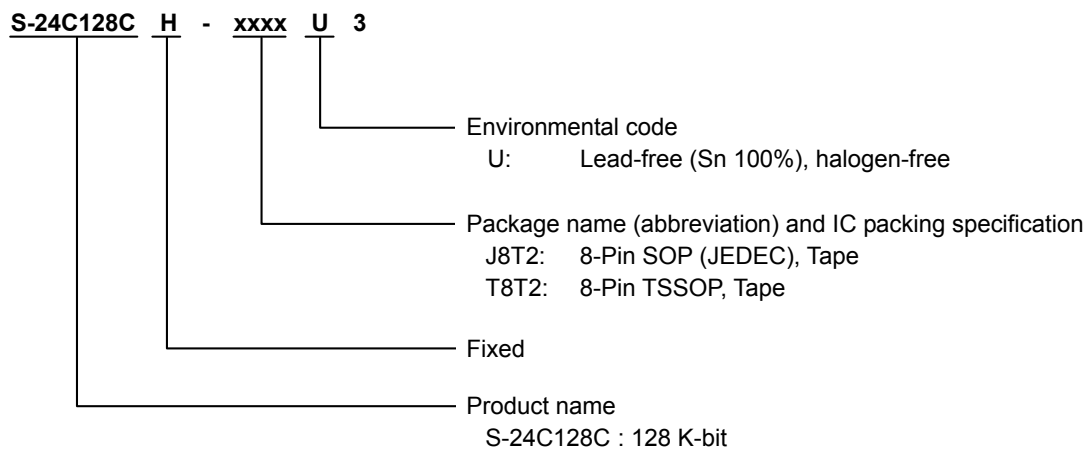 S-24C128C H - xxxx U 3
Environmental code
U: Lead-free (Sn 100%), halogen-free
Package name (abbreviation) and IC packing specification
J8T2: 8-Pin SOP (JEDEC), Tape
T8T2: 8-Pin TSSOP, Tape
Fixed
Product name
S-24C128C : 128 K-bit